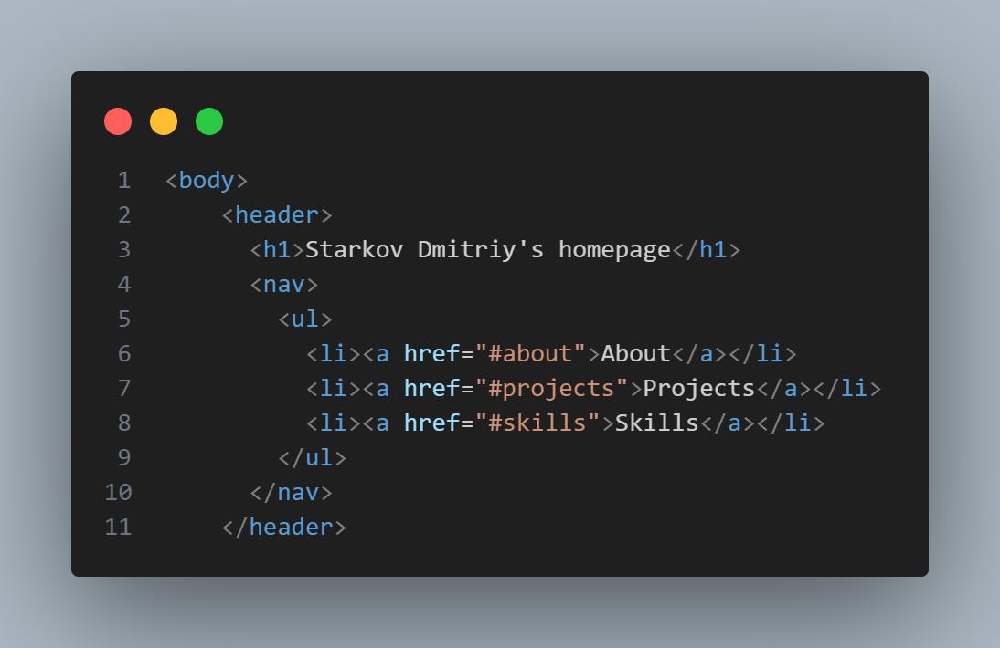 1 <body>
2     <header>
3       <h1>Starkov Dmitriy's homepage</h1>
4       <nav>
5         <ul>
6           <li><a href="#about">About</a></li>
7           <li><a href="#projects">Projects</a></li>
8           <li><a href="#skills">Skills</a></li>
9         </ul>
10       </nav>
11     </header>